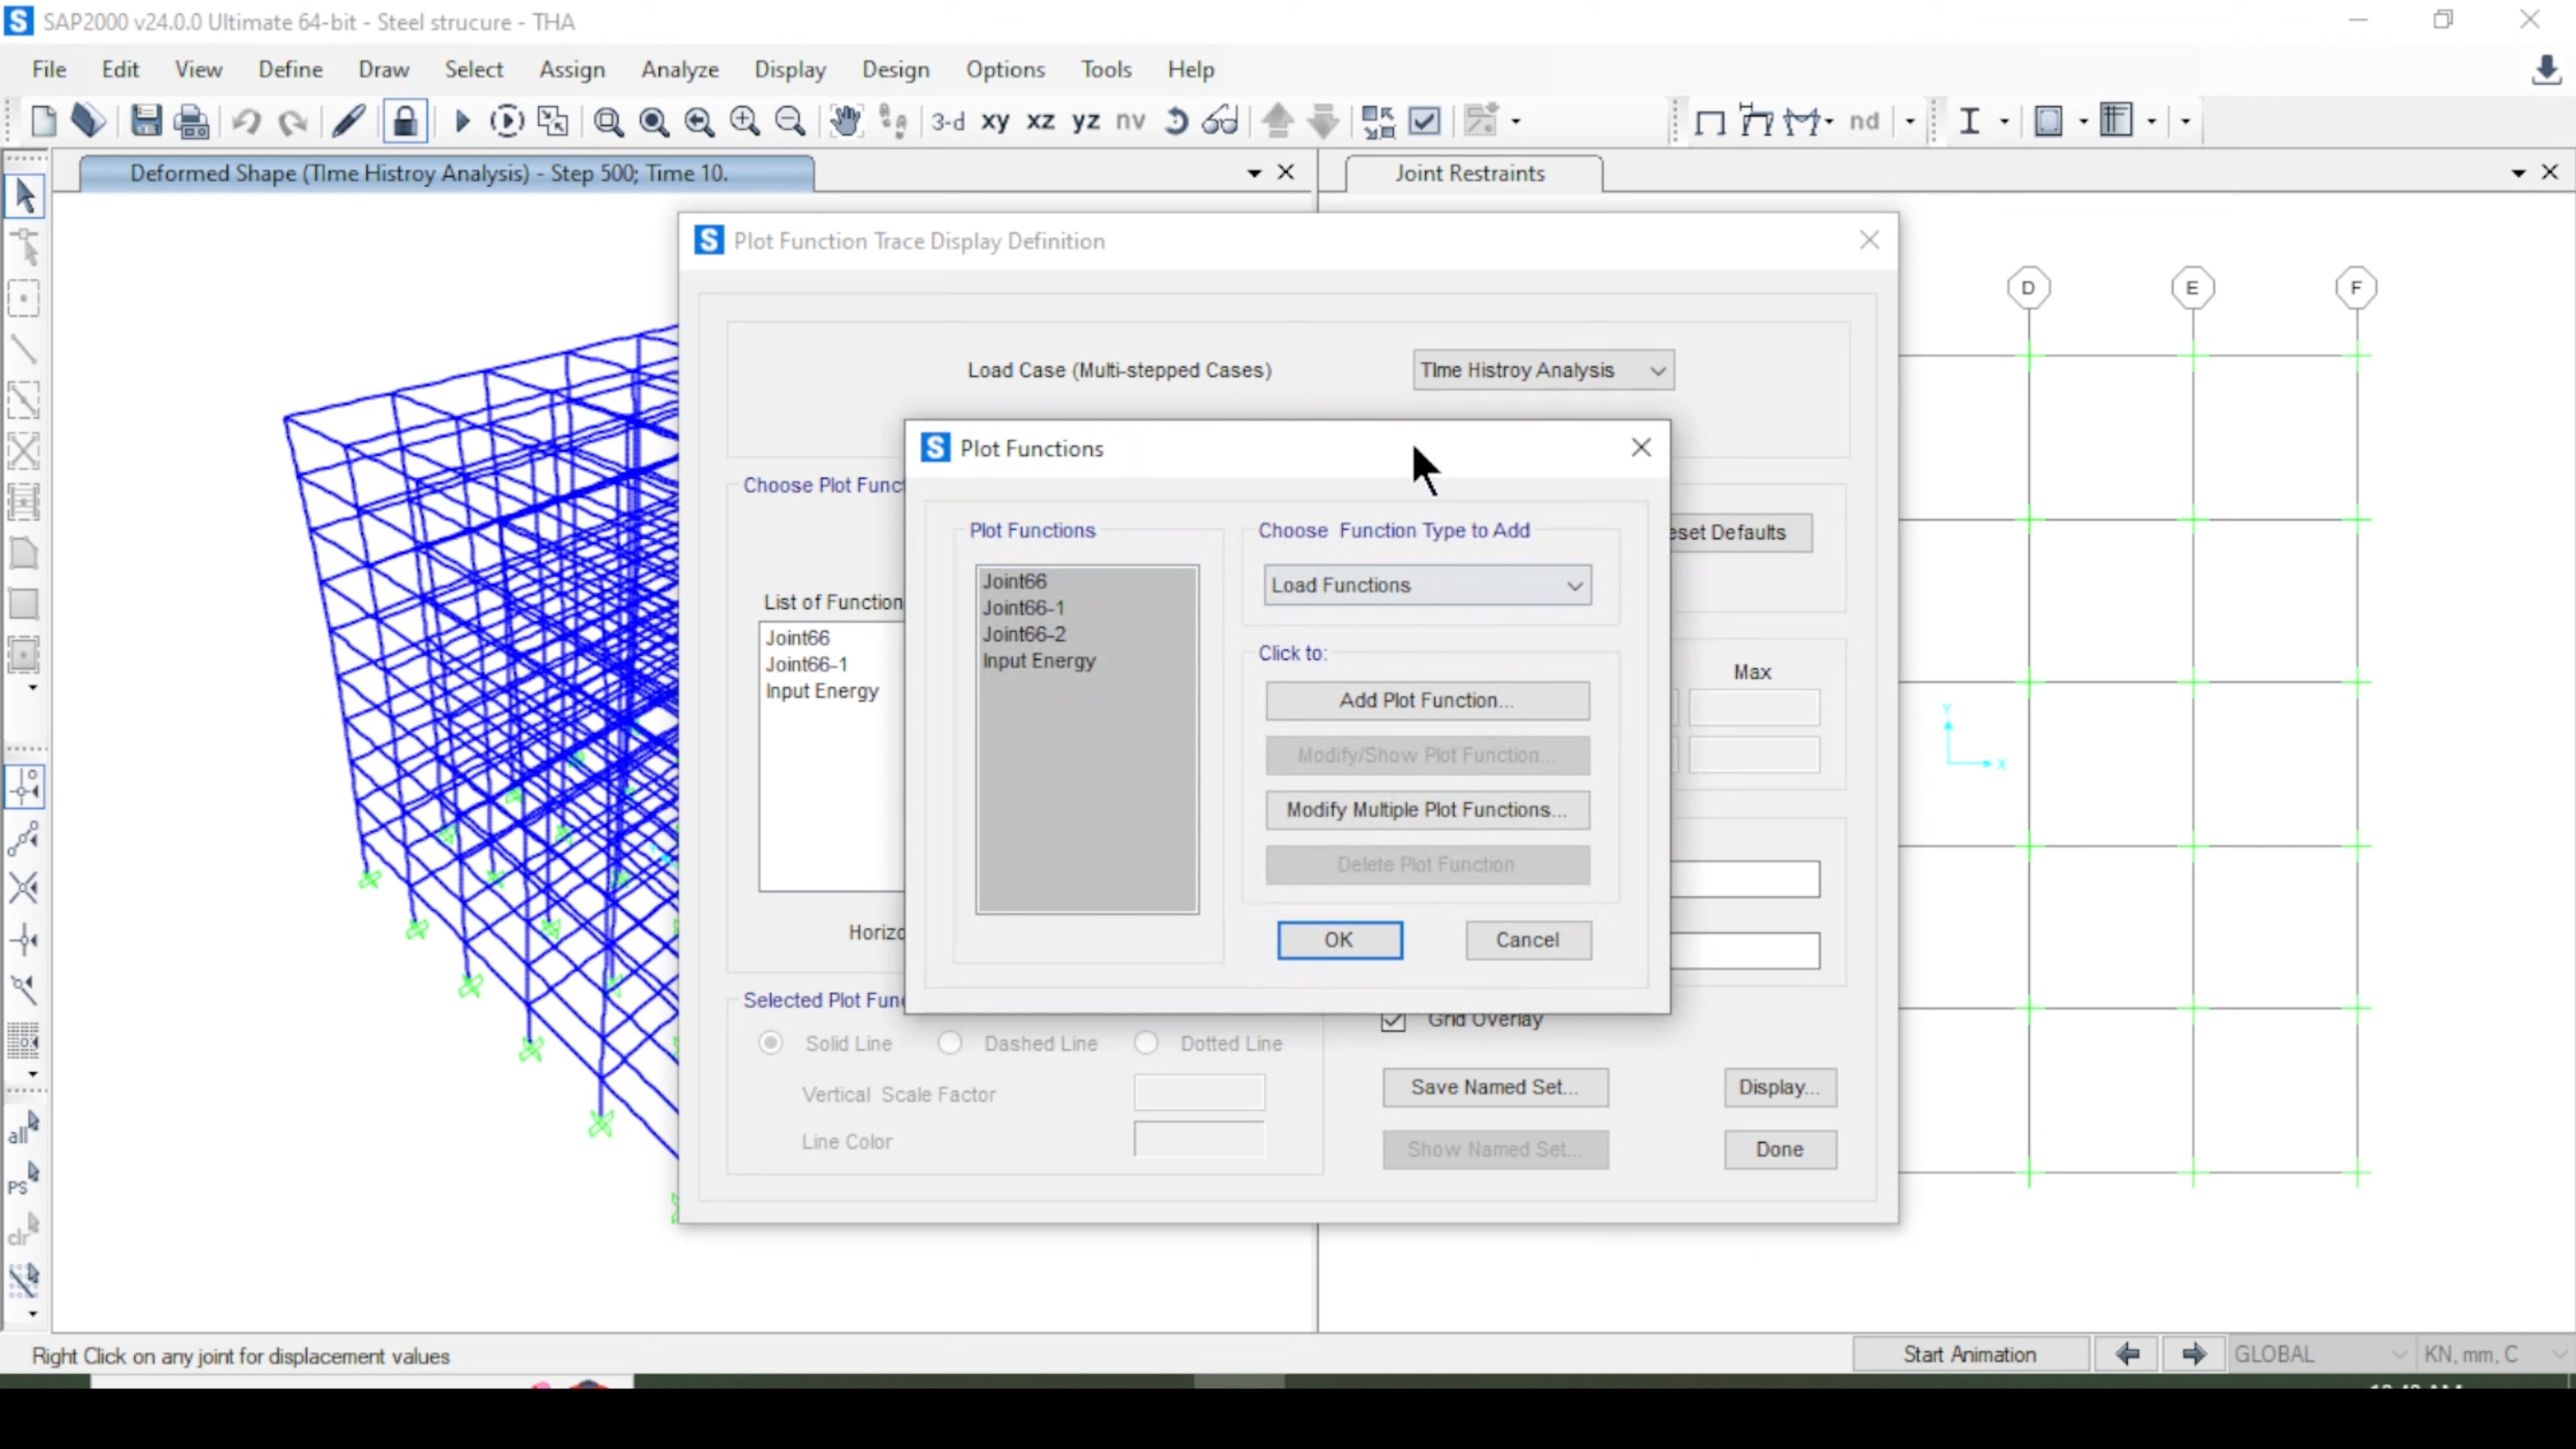 SAP2000 v24.0.0 Ultimate 64-bit - Steel strucure - THA
File Edit View Define Draw Select Assign Analyze Display Design Options Tools Help
3-d xy xz yz nv nd
Deformed Shape (TIme Histroy Analysis) - Step 500; Time 10.
Joint Restraints
Plot Function Trace Display Definition
D E F
Load Case (Multi-stepped Cases) TIme Histroy Analysis
Plot Functions
Choose Plot Funct
Plot Functions
Choose Function Type to Add
eset Defaults
Load Functions
Joint66
Joint66-1
Joint66-2
Input Energy
List of Function
Joint66
Joint66-1
Input Energy
Click to:
Max
Add Plot Function...
Modify/Show Plot Function...
Modify Multiple Plot Functions...
Delete Plot Function
Y
X
Horizo
OK Cancel
Selected Plot Fun
Grid Overlay
Solid Line Dashed Line Dotted Line
Vertical Scale Factor
Line Color
Save Named Set... Display...
Show Named Set... Done
all
PS
clr
Right Click on any joint for displacement values
Start Animation
GLOBAL
KN, mm, C